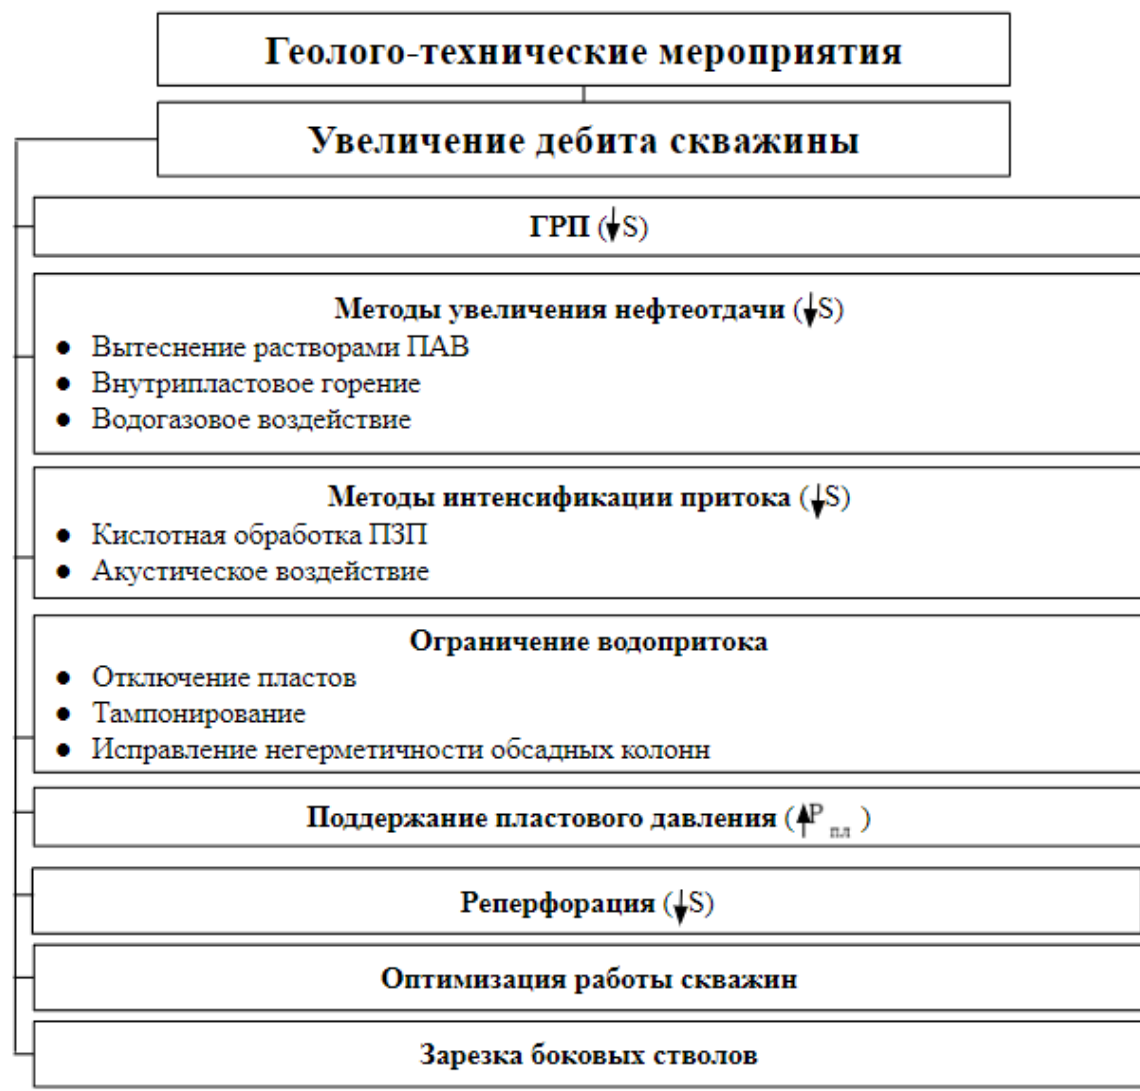 Геолого-технические мероприятия
Увеличение дебита скважины
ГРП (↓S)
Методы увеличения нефтеотдачи (↓S)
● Вытеснение растворами ПАВ
● Внутрипластовое горение
● Водогазовое воздействие
Методы интенсификации притока (↓S)
● Кислотная обработка ПЗП
● Акустическое воздействие
Ограничение водопритока
● Отключение пластов
● Тампонирование
● Исправление негерметичности обсадных колонн
Поддержание пластового давления (↑P пл )
Реперфорация (↓S)
Оптимизация работы скважин
Зарезка боковых стволов